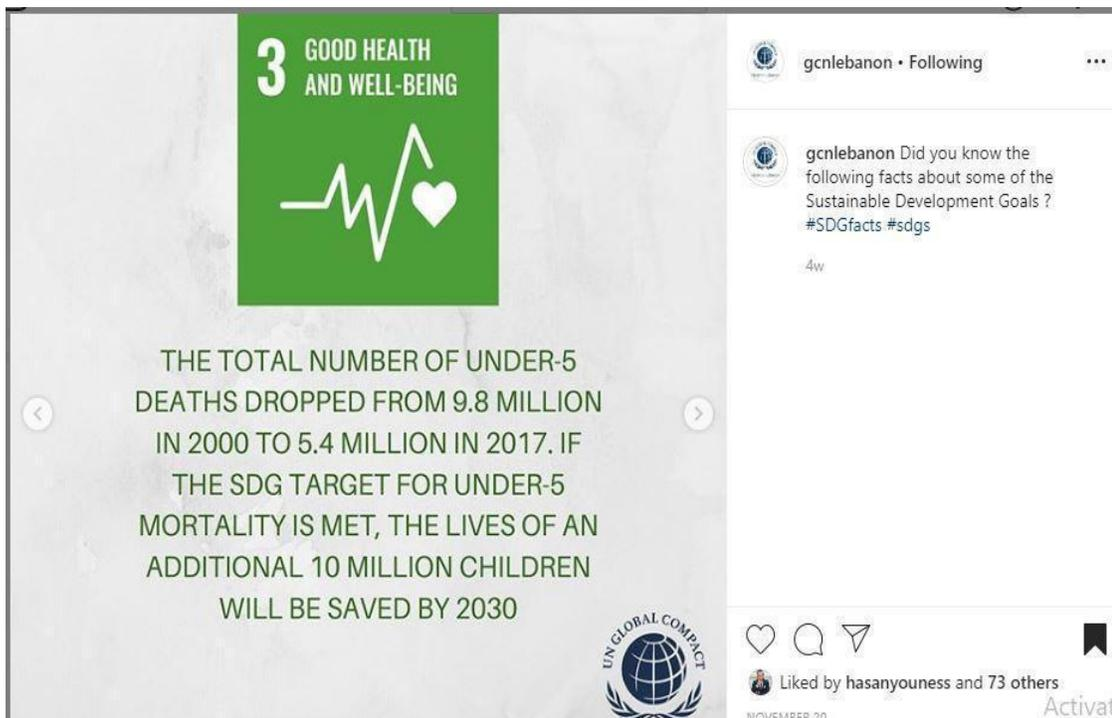 3 GOOD HEALTH
AND WELL-BEING
THE TOTAL NUMBER OF UNDER-5
DEATHS DROPPED FROM 9.8 MILLION
IN 2000 TO 5.4 MILLION IN 2017. IF
THE SDG TARGET FOR UNDER-5
MORTALITY IS MET, THE LIVES OF AN
ADDITIONAL 10 MILLION CHILDREN
WILL BE SAVED BY 2030
UN GLOBAL COMPACT
gcnlebanon • Following
gcnlebanon Did you know the
following facts about some of the
Sustainable Development Goals ?
#SDGfacts #sdgs
4w
Liked by hasanyouness and 73 others
NOVEMBER 20
Activat